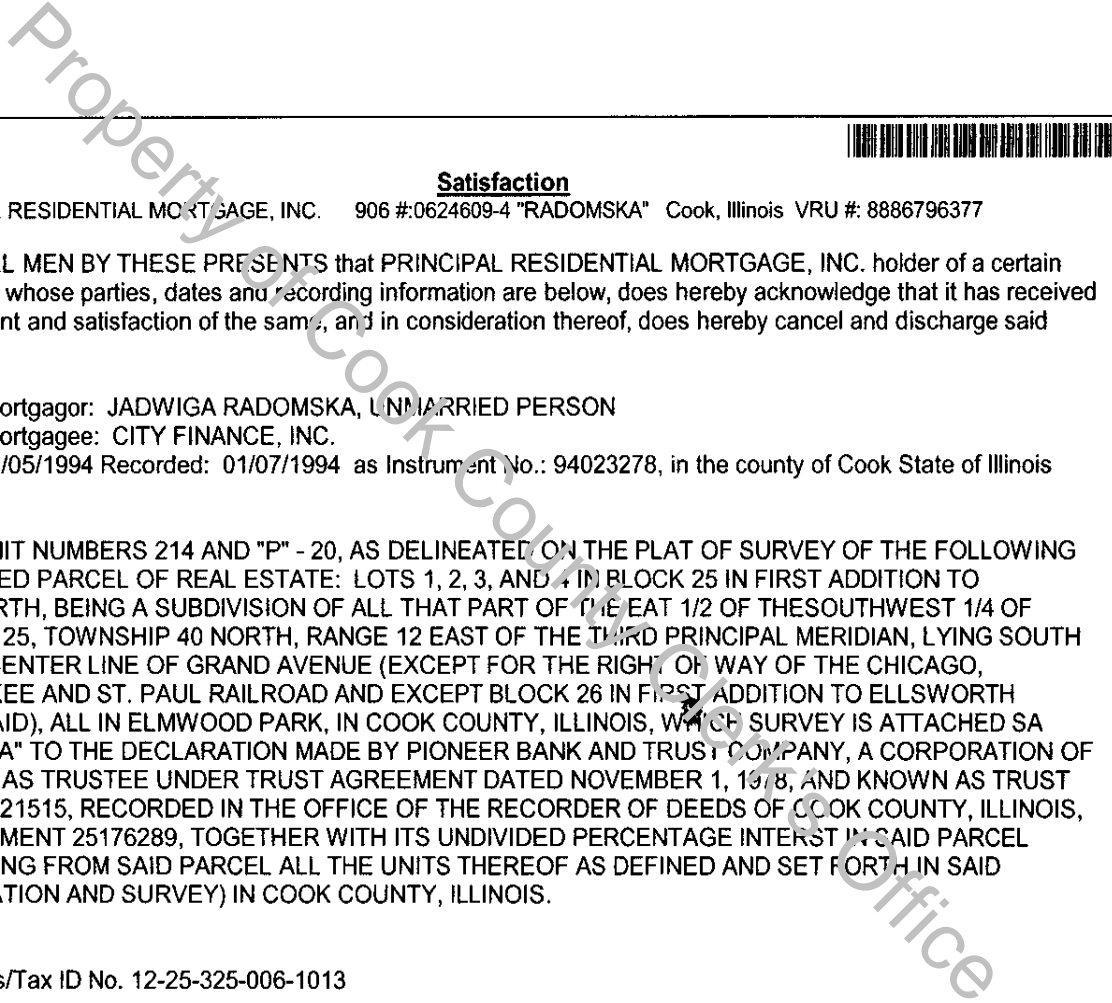 Satisfaction
RESIDENTIAL MORTGAGE, INC. 906 #:0624609-4 "RADOMSKA" Cook, Illinois VRU #: 8886796377
L MEN BY THESE PRESENTS that PRINCIPAL RESIDENTIAL MORTGAGE, INC. holder of a certain
whose parties, dates and recording information are below, does hereby acknowledge that it has received
nt and satisfaction of the same, and in consideration thereof, does hereby cancel and discharge said
ortgagor: JADWIGA RADOMSKA, UNMARRIED PERSON
ortgagee: CITY FINANCE, INC.
/05/1994 Recorded: 01/07/1994 as Instrument No.: 94023278, in the county of Cook State of Illinois
IT NUMBERS 214 AND "P" - 20, AS DELINEATED ON THE PLAT OF SURVEY OF THE FOLLOWING
ED PARCEL OF REAL ESTATE: LOTS 1, 2, 3, AND 4 IN BLOCK 25 IN FIRST ADDITION TO
RTH, BEING A SUBDIVISION OF ALL THAT PART OF THE EAT 1/2 OF THESOUTHWEST 1/4 OF
25, TOWNSHIP 40 NORTH, RANGE 12 EAST OF THE THIRD PRINCIPAL MERIDIAN, LYING SOUTH
ENTER LINE OF GRAND AVENUE (EXCEPT FOR THE RIGHT OF WAY OF THE CHICAGO,
EE AND ST. PAUL RAILROAD AND EXCEPT BLOCK 26 IN FIRST ADDITION TO ELLSWORTH
AID), ALL IN ELMWOOD PARK, IN COOK COUNTY, ILLINOIS, WHICH SURVEY IS ATTACHED SA
A" TO THE DECLARATION MADE BY PIONEER BANK AND TRUST COMPANY, A CORPORATION OF
AS TRUSTEE UNDER TRUST AGREEMENT DATED NOVEMBER 1, 1978, AND KNOWN AS TRUST
21515, RECORDED IN THE OFFICE OF THE RECORDER OF DEEDS OF COOK COUNTY, ILLINOIS,
MENT 25176289, TOGETHER WITH ITS UNDIVIDED PERCENTAGE INTERST IN SAID PARCEL
NG FROM SAID PARCEL ALL THE UNITS THEREOF AS DEFINED AND SET FORTH IN SAID
TION AND SURVEY) IN COOK COUNTY, ILLINOIS.
s/Tax ID No. 12-25-325-006-1013
Property of Cook County Clerk's Office